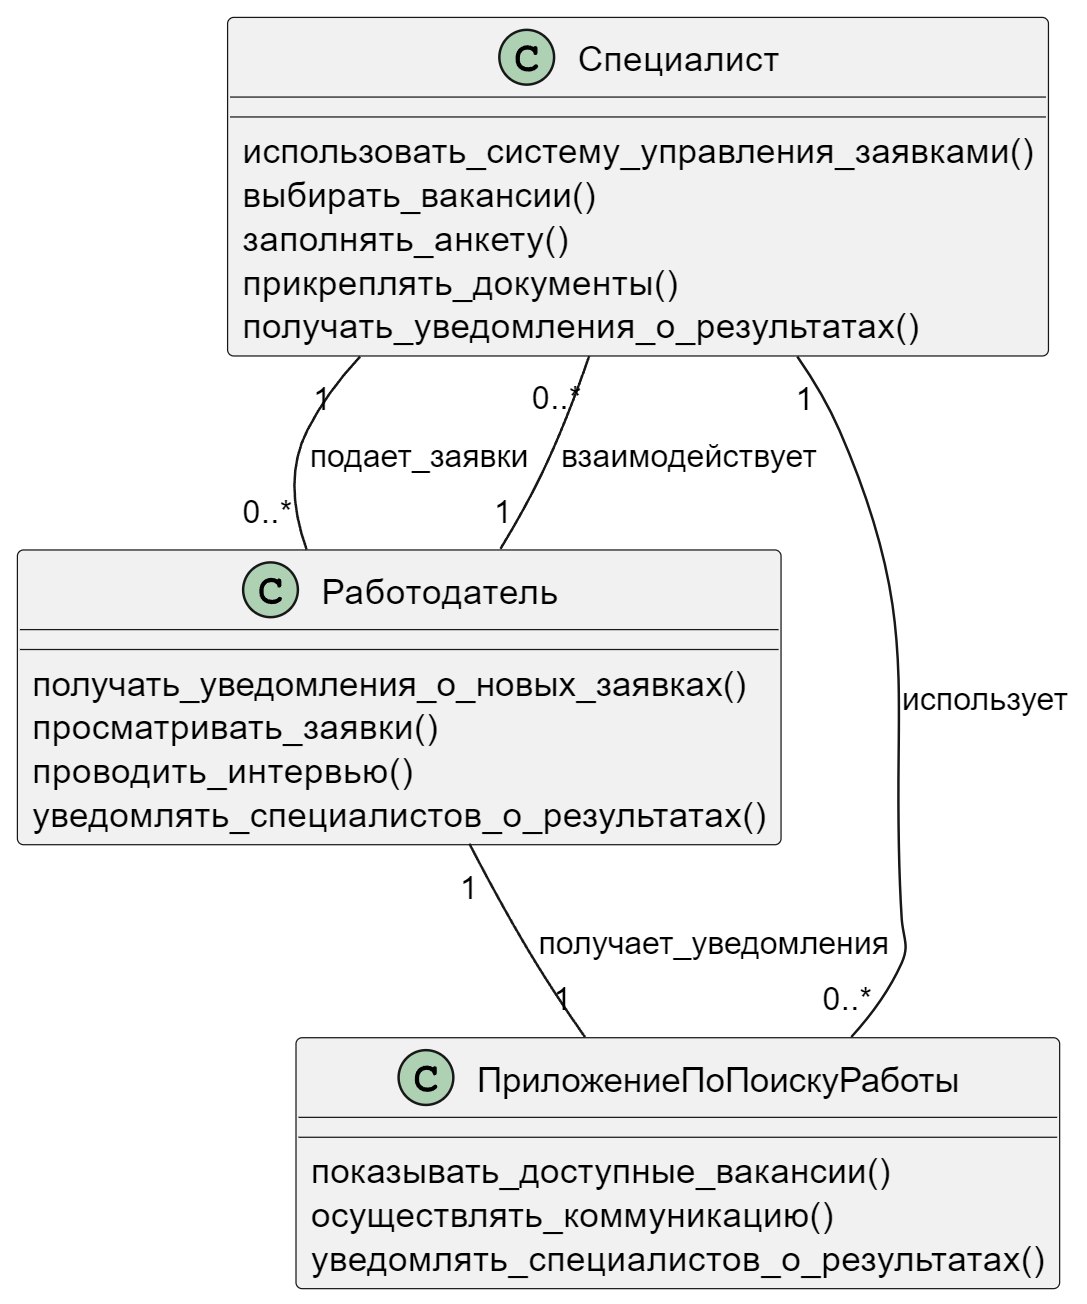 C Специалист
использовать_систему_управления_заявками()
выбирать_вакансии()
заполнять_анкету()
прикреплять_документы()
получать_уведомления_о_результатах()
1
0..*
1
подает_заявки
взаимодействует
0..*
1
C Работодатель
получать_уведомления_о_новых_заявках()
просматривать_заявки()
проводить_интервью()
уведомлять_специалистов_о_результатах()
использует
1
получает_уведомления
1
0..*
C ПриложениеПоПоискуРаботы
показывать_доступные_вакансии()
осуществлять_коммуникацию()
уведомлять_специалистов_о_результатах()